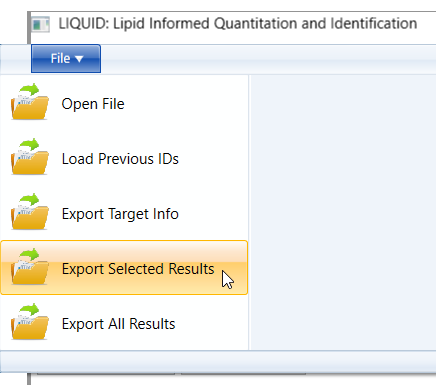 LIQUID: Lipid Informed Quantitation and Identification
File
Open File
Load Previous IDs
Export Target Info
Export Selected Results
Export All Results